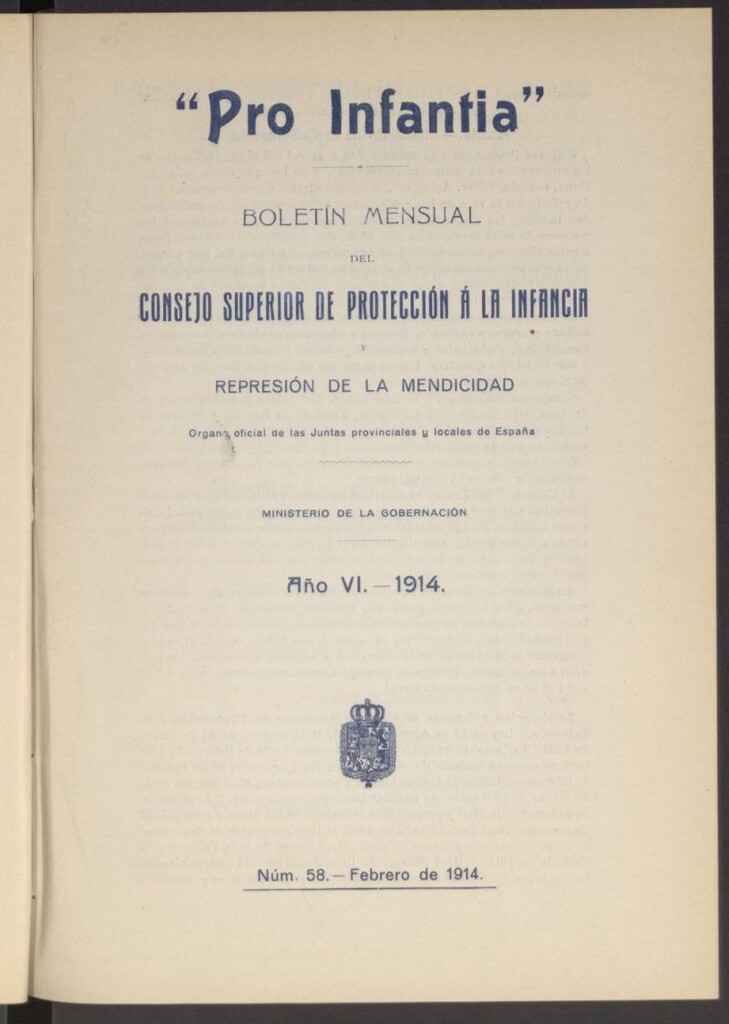 “Pro Infantia”
BOLETÍN MENSUAL
DEL
CONSEJO SUPERIOR DE PROTECCIÓN Á LA INFANCIA
Y
REPRESIÓN DE LA MENDICIDAD
Organo oficial de las Juntas provinciales y locales de España
MINISTERIO DE LA GOBERNACIÓN
Año VI.—1914.
Núm. 58.—Febrero de 1914.